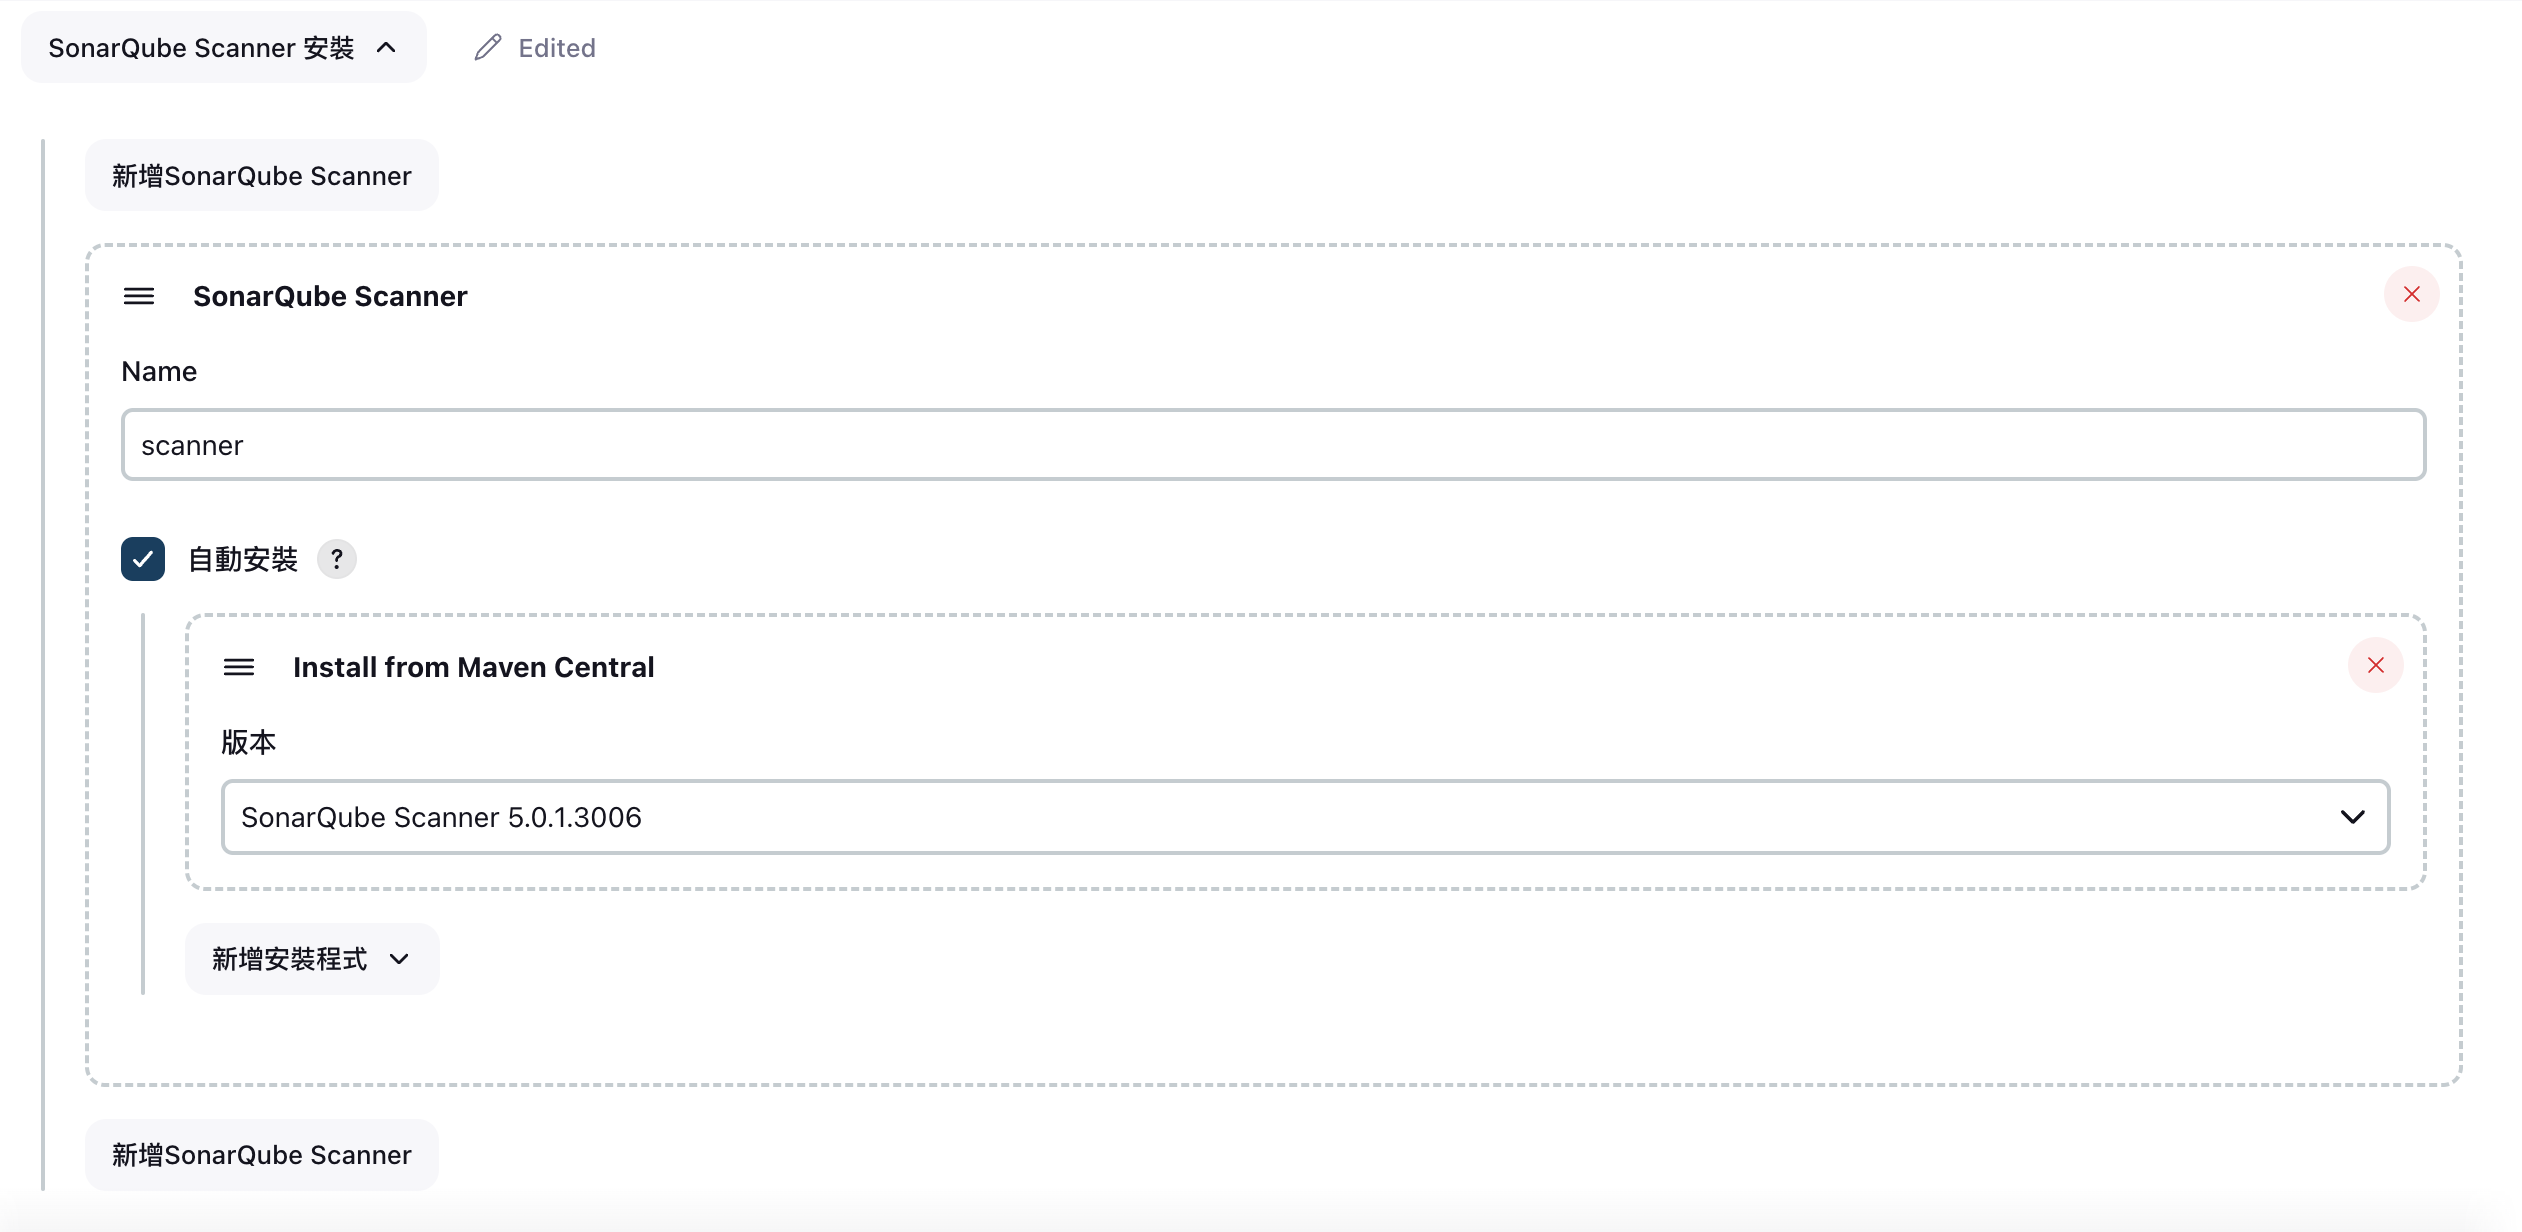 SonarQube Scanner 安裝
Edited
新增SonarQube Scanner
SonarQube Scanner
Name
scanner
自動安裝 ?
Install from Maven Central
版本
SonarQube Scanner 5.0.1.3006
新增安裝程式
新增SonarQube Scanner